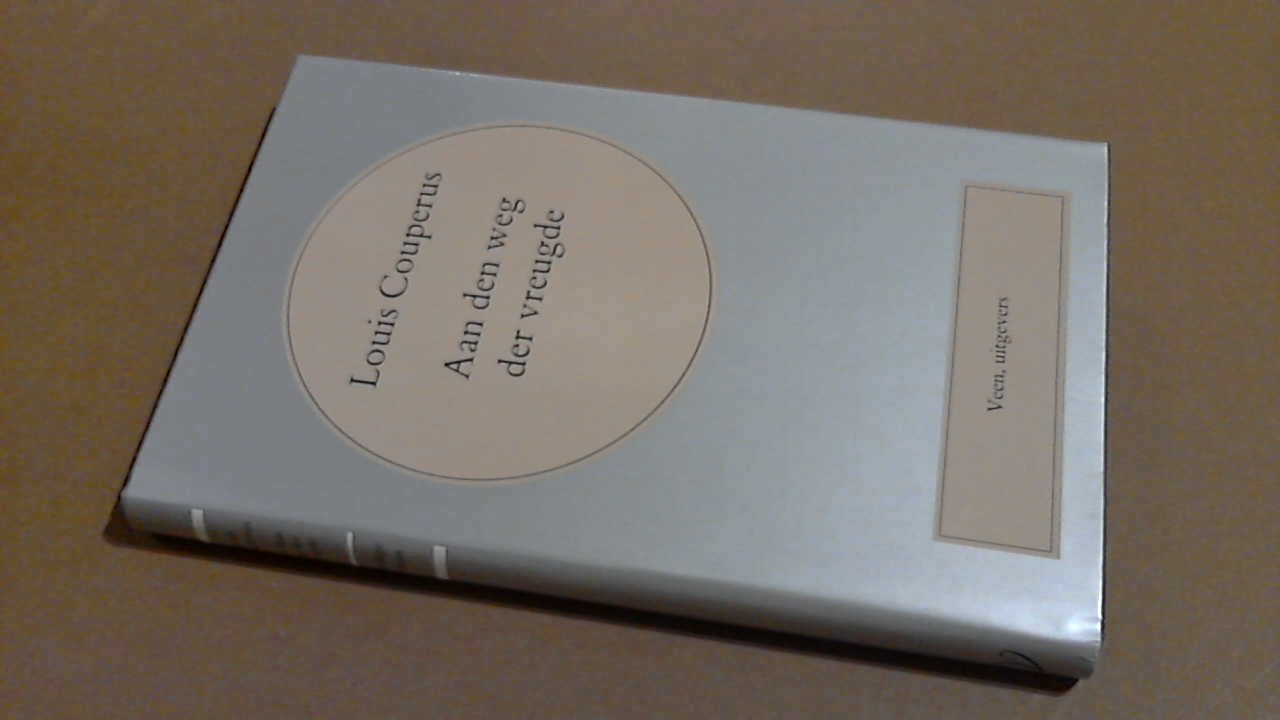 Louis Couperus
Aan den weg
der vreugde
Veen, uitgevers